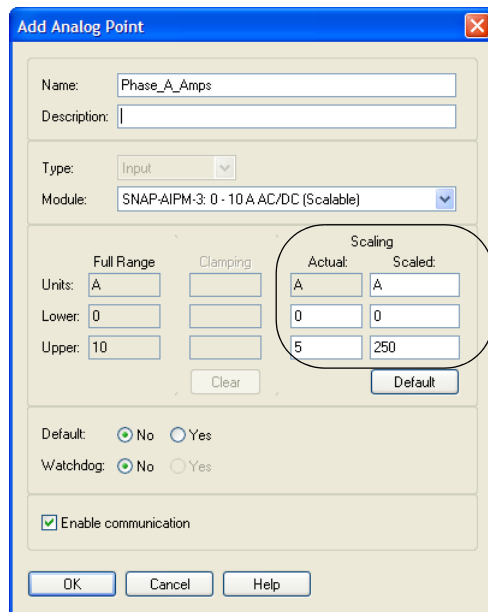 Add Analog Point
Name: Phase_A_Amps
Description:
Type: Input
Module: SNAP-AIPM-3: 0 - 10 A AC/DC (Scalable)
Scaling
Full Range Clamping Actual: Scaled:
Units: A A A
Lower: 0 0 0
Upper: 10 5 250
Clear Default
Default: No Yes
Watchdog: No Yes
Enable communication
OK Cancel Help